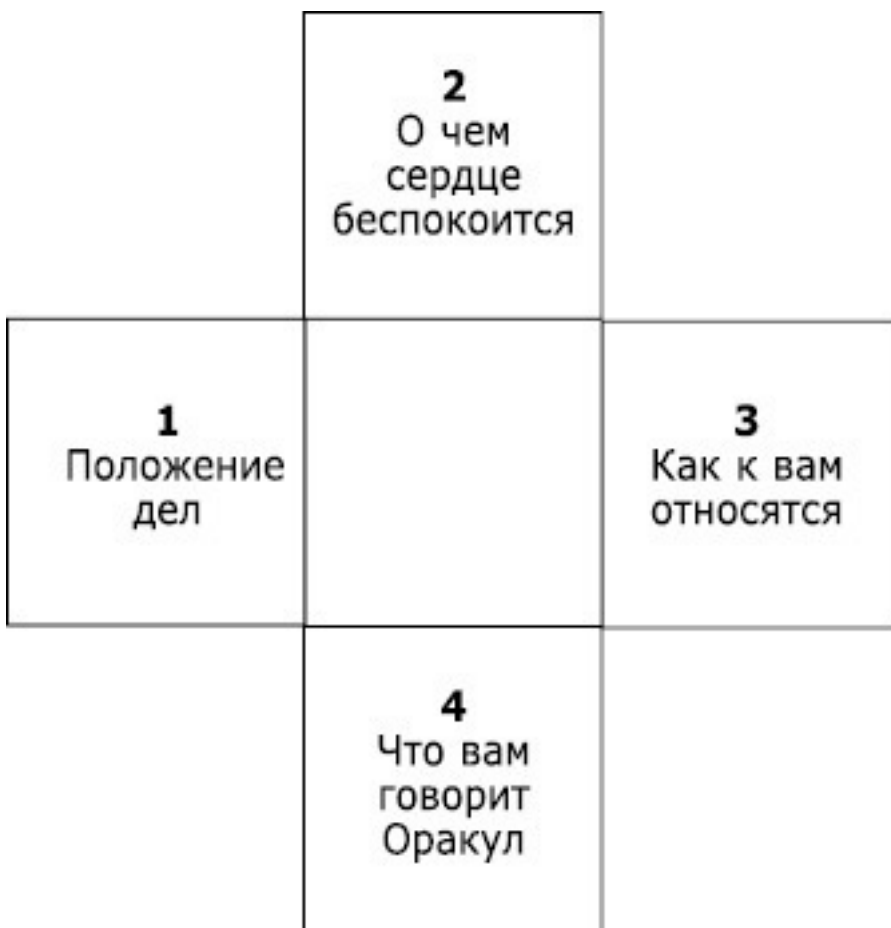 2
О чем
сердце
беспокоится
1
Положение
дел
3
Как к вам
относятся
4
Что вам
говорит
Оракул